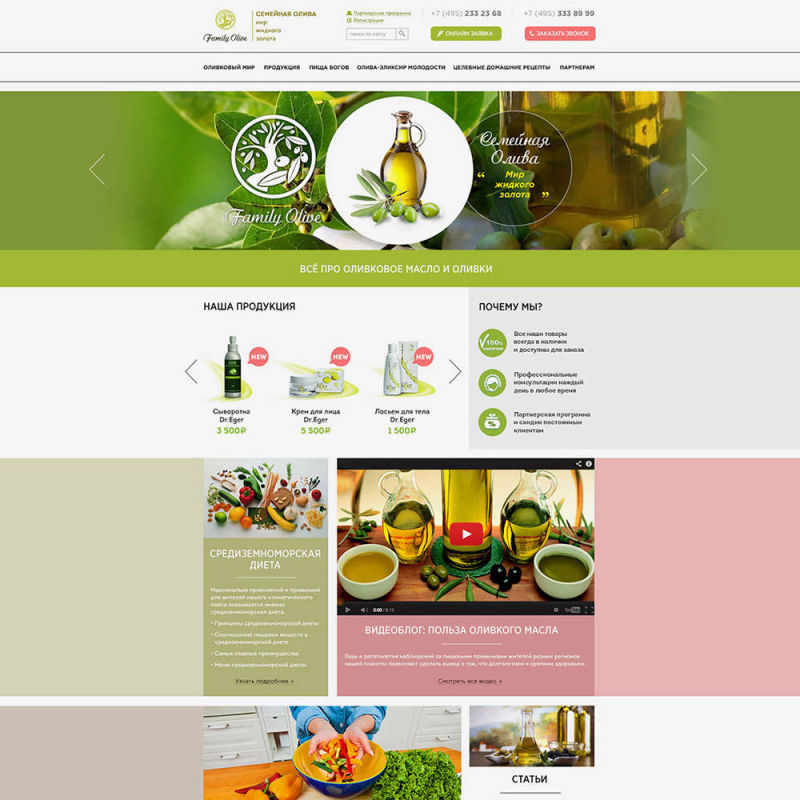 СЕМЕЙНАЯ ОЛИВА
мир
жидкого
золота
Family Olive
Партнерская программа
Регистрация
поиск по сайту
+7 (495) 233 23 68
ОНЛАЙН ЗАЯВКА
+7 (495) 333 89 99
ЗАКАЗАТЬ ЗВОНОК
ОЛИВКОВЫЙ МИР
ПРОДУКЦИЯ
ПИЩА БОГОВ
ОЛИВА-ЭЛИКСИР МОЛОДОСТИ
ЦЕЛЕБНЫЕ ДОМАШНИЕ РЕЦЕПТЫ
ПАРТНЕРАМ
Family Olive
Семейная
Олива
“ Мир
жидкого
золота ”
ВСЁ ПРО ОЛИВКОВОЕ МАСЛО И ОЛИВКИ
НАША ПРОДУКЦИЯ
NEW
Сыворотка
Dr.Eger
3 500₽
NEW
Крем для лица
Dr.Eger
5 500₽
NEW
Лосьен для тела
Dr.Eger
1 500₽
ПОЧЕМУ МЫ?
100%
Все наши товары
всегда в наличии
и доступны для заказа
Профессиональные
консультации каждый
день в любое время
Партнерская программа
и скидки постоянным
клиентам
СРЕДИЗЕМНОМОРСКАЯ
ДИЕТА
Максимально приемлемой и привычной
для жителей нашего климатического
пояса оказывается именно
средиземноморская диета.
• Принципы средиземноморской диеты
• Соотношение пищевых веществ в
средиземноморской диете
• Самые главные преимущества
• Меню средиземноморской диеты
Узнать подробнее
0:00 / 8:13
YouTube
ВИДЕОБЛОГ: ПОЛЬЗА ОЛИВКОГО МАСЛА
Годы и десятилетия наблюдений за пищевыми привычками жителей разных регионов
нашей планеты позволяют сделать вывод о том, что долголетием и крепким здоровьем.
Смотреть все видео
СТАТЬИ